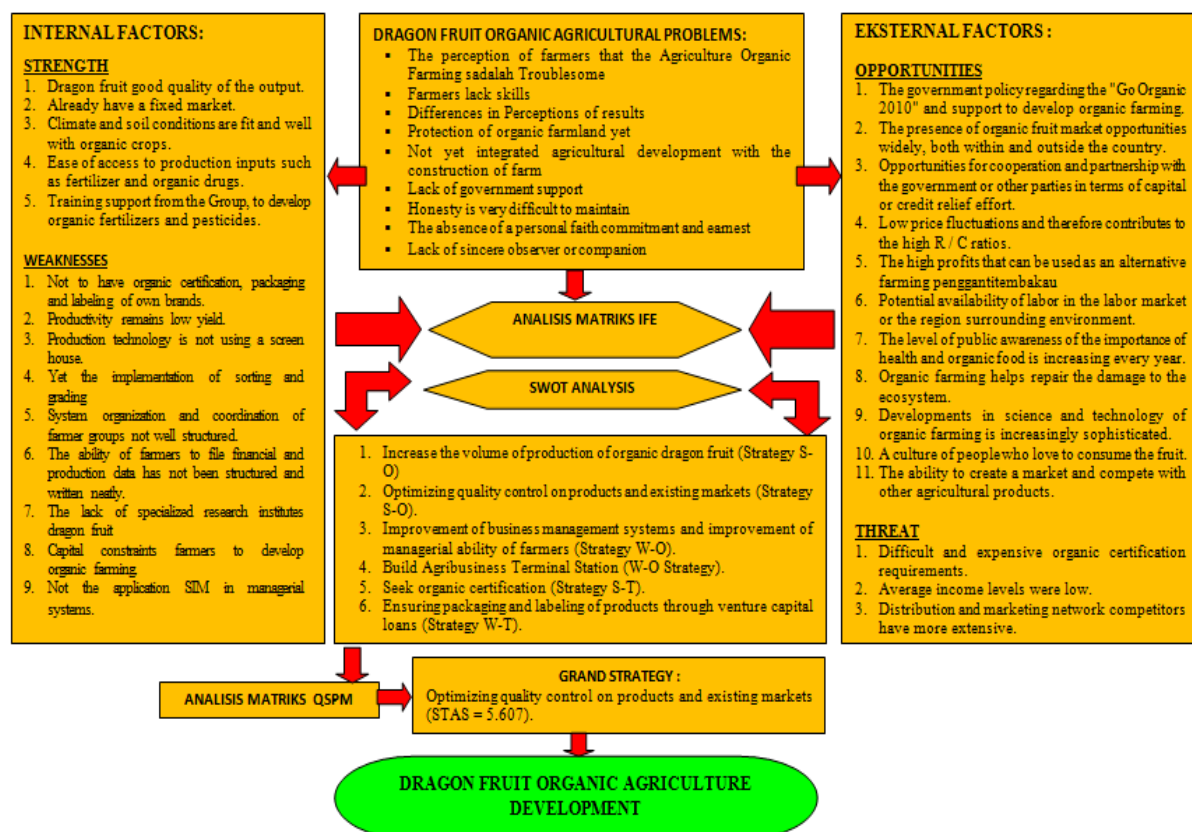 INTERNAL FACTORS:
STRENGTH
1. Dragon fruit good quality of the output.
2. Already have a fixed market.
3. Climate and soil conditions are fit and well
with organic crops.
4. Ease of access to production inputs such
as fertilizer and organic drugs.
5. Training support from the Group, to develop
organic fertilizers and pesticides.
WEAKNESSES
1. Not to have organic certification, packaging
and labeling of own brands.
2. Productivity remains low yield.
3. Production technology is not using a screen
house.
4. Yet the implementation of sorting and
grading
5. System organization and coordination of
farmer groups not well structured.
6. The ability of farmers to file financial and
production data has not been structured and
written neatly.
7. The lack of specialized research institutes
dragon fruit
8. Capital constraints farmers to develop
organic farming.
9. Not the application SIM in managerial
systems.
DRAGON FRUIT ORGANIC AGRICULTURAL PROBLEMS:
▪ The perception of farmers that the Agriculture Organic
Farming sadalah Troublesome
▪ Farmers lack skills
▪ Differences in Perceptions of results
▪ Protection of organic farmland yet
▪ Not yet integrated agricultural development with the
construction of farm
▪ Lack of government support
▪ Honesty is very difficult to maintain
▪ The absence of a personal faith commitment and earnest
▪ Lack of sincere observer or companion
ANALISIS MATRIKS IFE
SWOT ANALYSIS
1. Increase the volume of production of organic dragon fruit (Strategy S-
O)
2. Optimizing quality control on products and existing markets (Strategy
S-O).
3. Improvement of business management systems and improvement of
managerial ability of farmers (Strategy W-O).
4. Build Agribusiness Terminal Station (W-O Strategy).
5. Seek organic certification (Strategy S-T).
6. Ensuring packaging and labeling of products through venture capital
loans (Strategy W-T).
EKSTERNAL FACTORS :
OPPORTUNITIES
1. The government policy regarding the "Go Organic
2010" and support to develop organic farming.
2. The presence of organic fruit market opportunities
widely, both within and outside the country.
3. Opportunities for cooperation and partnership with
the government or other parties in terms of capital
or credit relief effort.
4. Low price fluctuations and therefore contributes to
the high R / C ratios.
5. The high profits that can be used as an alternative
farming penggantitembakau
6. Potential availability of labor in the labor market
or the region surrounding environment.
7. The level of public awareness of the importance of
health and organic food is increasing every year.
8. Organic farming helps repair the damage to the
ecosystem.
9. Developments in science and technology of
organic farming is increasingly sophisticated.
10. A culture of people who love to consume the fruit.
11. The ability to create a market and compete with
other agricultural products.
THREAT
1. Difficult and expensive organic certification
requirements.
2. Average income levels were low.
3. Distribution and marketing network competitors
have more extensive.
ANALISIS MATRIKS QSPM
GRAND STRATEGY :
Optimizing quality control on products and existing markets
(STAS = 5.607).
DRAGON FRUIT ORGANIC AGRICULTURE
DEVELOPMENT